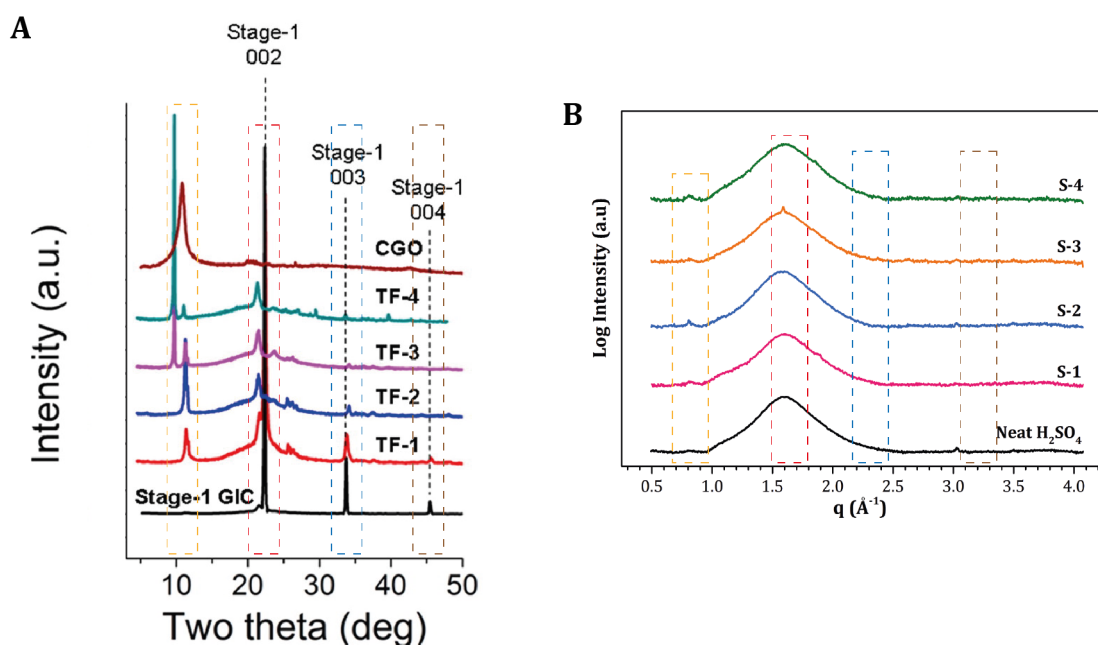 A
Stage-1
002
Stage-1
003
Stage-1
004
CGO
TF-4
TF-3
TF-2
TF-1
Stage-1 GIC
Intensity (a.u.)
10 20 30 40 50
Two theta (deg)
B
S-4
S-3
S-2
S-1
Neat H₂SO₄
Log Intensity (a.u)
0.5 1.0 1.5 2.0 2.5 3.0 3.5 4.0
q (Å⁻¹)